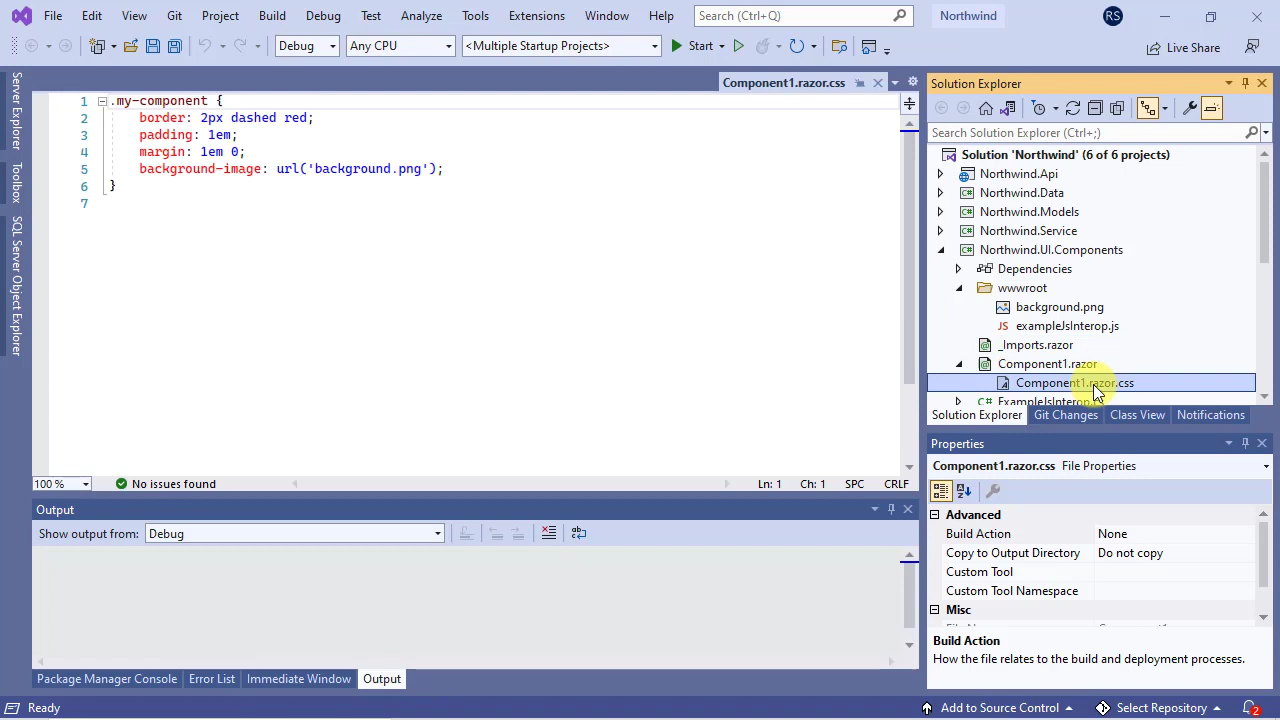 File Edit View Git Project Build Debug Test Analyze Tools Extensions Window Help Search (Ctrl+Q) Northwind RS
Debug Any CPU <Multiple Startup Projects> Start Live Share
Server Explorer
Toolbox
SQL Server Object Explorer
Component1.razor.css
1 .my-component {
2 border: 2px dashed red;
3 padding: 1em;
4 margin: 1em 0;
5 background-image: url('background.png');
6 }
7
100 % No issues found Ln: 1 Ch: 1 SPC CRLF
Output
Show output from: Debug
Package Manager Console Error List Immediate Window Output
Solution Explorer
Search Solution Explorer (Ctrl+;)
Solution 'Northwind' (6 of 6 projects)
Northwind.Api
Northwind.Data
Northwind.Models
Northwind.Service
Northwind.UI.Components
Dependencies
wwwroot
background.png
exampleJsInterop.js
_Imports.razor
Component1.razor
Component1.razor.css
ExampleJsInterop.cs
Solution Explorer Git Changes Class View Notifications
Properties
Component1.razor.css File Properties
Advanced
Build Action None
Copy to Output Directory Do not copy
Custom Tool
Custom Tool Namespace
Misc
Build Action
How the file relates to the build and deployment processes.
Ready Add to Source Control Select Repository 2